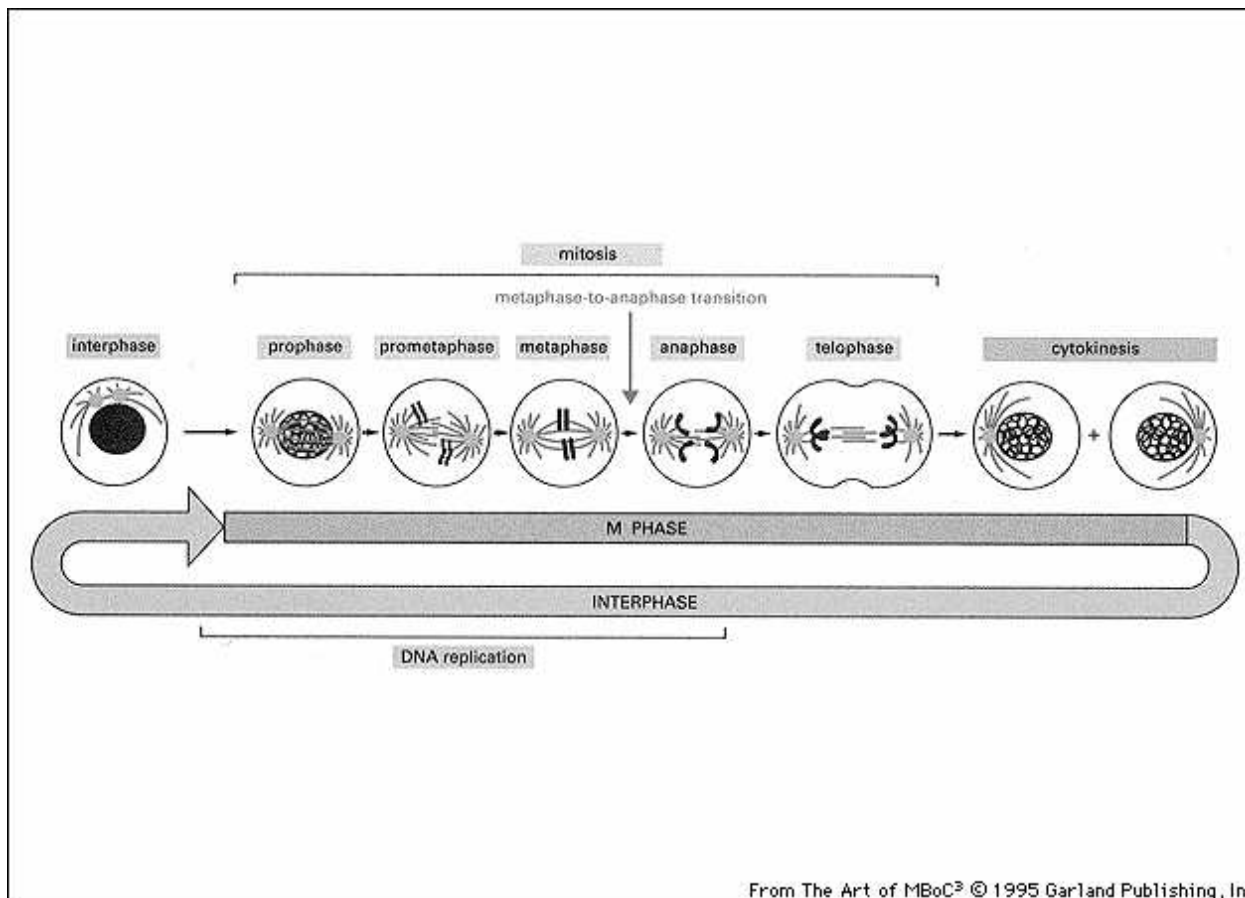 mitosis
metaphase-to-anaphase transition
interphase
prophase
prometaphase
metaphase
anaphase
telophase
cytokinesis
+
M PHASE
INTERPHASE
DNA replication
From The Art of MBoC³ © 1995 Garland Publishing, In